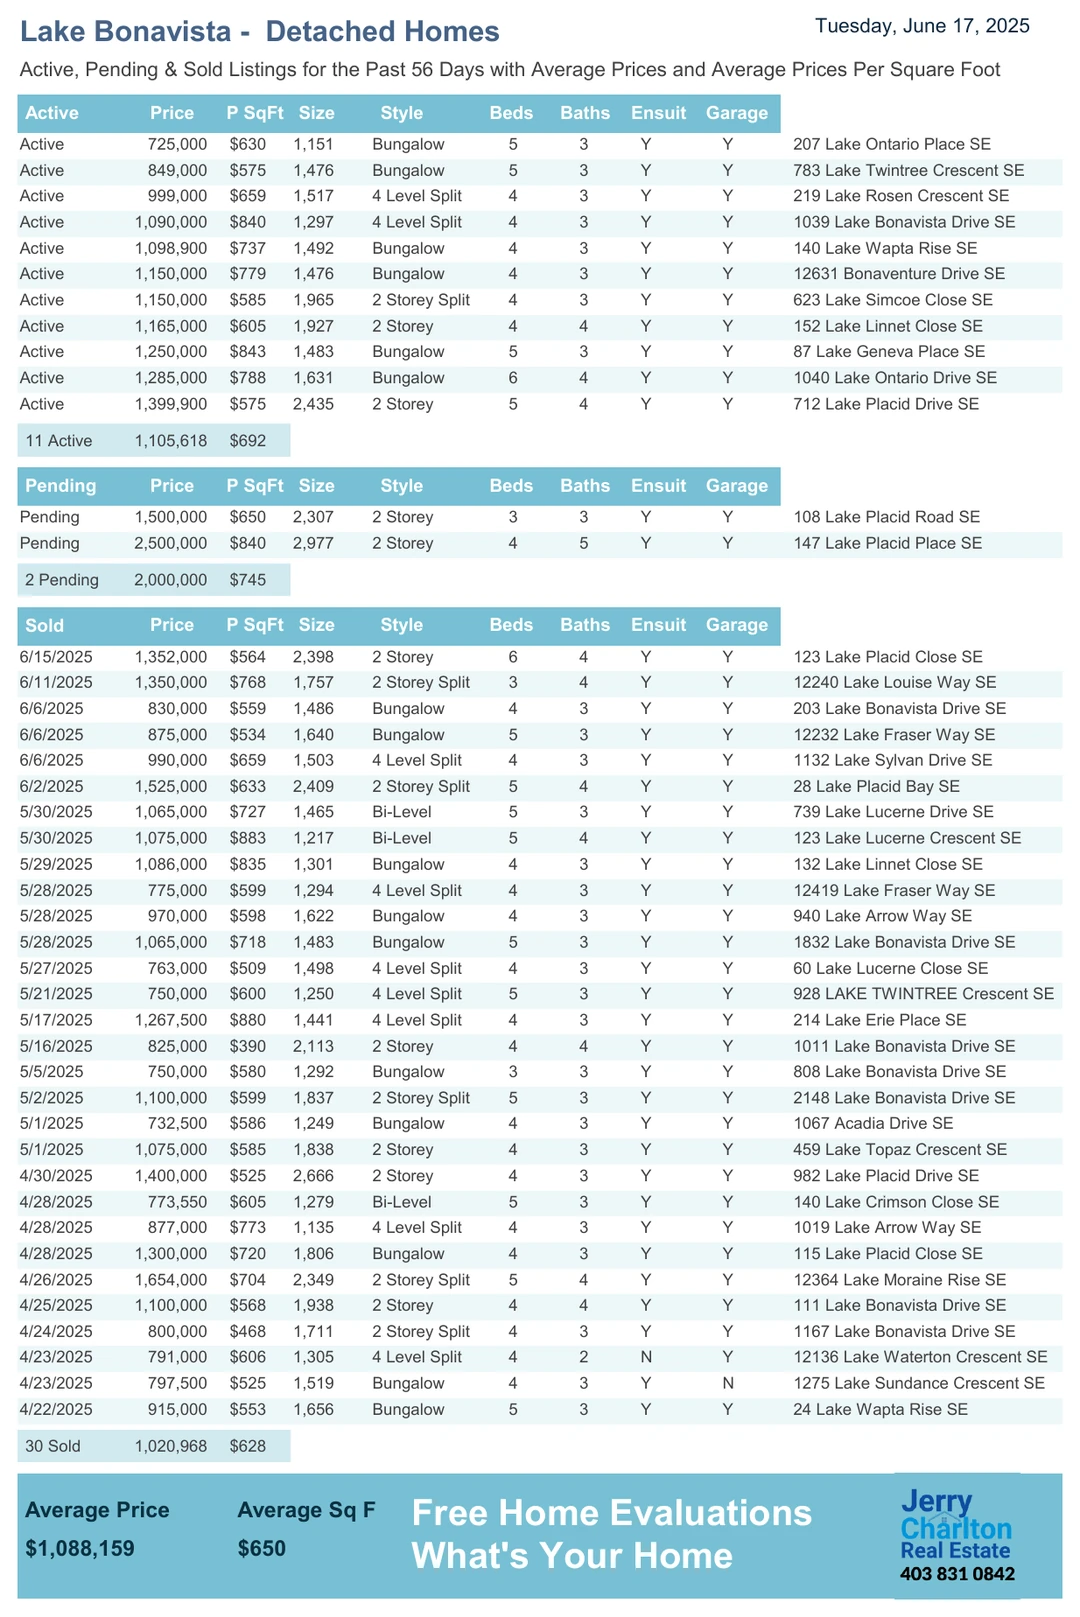 Lake Bonavista - Detached Homes
Tuesday, June 17, 2025
Active, Pending & Sold Listings for the Past 56 Days with Average Prices and Average Prices Per Square Foot
Active Price P SqFt Size Style Beds Baths Ensuit Garage
Active 725,000 $630 1,151 Bungalow 5 3 Y Y 207 Lake Ontario Place SE
Active 849,000 $575 1,476 Bungalow 5 3 Y Y 783 Lake Twintree Crescent SE
Active 999,000 $659 1,517 4 Level Split 4 3 Y Y 219 Lake Rosen Crescent SE
Active 1,090,000 $840 1,297 4 Level Split 4 3 Y Y 1039 Lake Bonavista Drive SE
Active 1,098,900 $737 1,492 Bungalow 4 3 Y Y 140 Lake Wapta Rise SE
Active 1,150,000 $779 1,476 Bungalow 4 3 Y Y 12631 Bonaventure Drive SE
Active 1,150,000 $585 1,965 2 Storey Split 4 3 Y Y 623 Lake Simcoe Close SE
Active 1,165,000 $605 1,927 2 Storey 4 4 Y Y 152 Lake Linnet Close SE
Active 1,250,000 $843 1,483 Bungalow 5 3 Y Y 87 Lake Geneva Place SE
Active 1,285,000 $788 1,631 Bungalow 6 4 Y Y 1040 Lake Ontario Drive SE
Active 1,399,900 $575 2,435 2 Storey 5 4 Y Y 712 Lake Placid Drive SE
11 Active 1,105,618 $692
Pending Price P SqFt Size Style Beds Baths Ensuit Garage
Pending 1,500,000 $650 2,307 2 Storey 3 3 Y Y 108 Lake Placid Road SE
Pending 2,500,000 $840 2,977 2 Storey 4 5 Y Y 147 Lake Placid Place SE
2 Pending 2,000,000 $745
Sold Price P SqFt Size Style Beds Baths Ensuit Garage
6/15/2025 1,352,000 $564 2,398 2 Storey 6 4 Y Y 123 Lake Placid Close SE
6/11/2025 1,350,000 $768 1,757 2 Storey Split 3 4 Y Y 12240 Lake Louise Way SE
6/6/2025 830,000 $559 1,486 Bungalow 4 3 Y Y 203 Lake Bonavista Drive SE
6/6/2025 875,000 $534 1,640 Bungalow 5 3 Y Y 12232 Lake Fraser Way SE
6/6/2025 990,000 $659 1,503 4 Level Split 4 3 Y Y 1132 Lake Sylvan Drive SE
6/2/2025 1,525,000 $633 2,409 2 Storey Split 5 4 Y Y 28 Lake Placid Bay SE
5/30/2025 1,065,000 $727 1,465 Bi-Level 5 3 Y Y 739 Lake Lucerne Drive SE
5/30/2025 1,075,000 $883 1,217 Bi-Level 5 4 Y Y 123 Lake Lucerne Crescent SE
5/29/2025 1,086,000 $835 1,301 Bungalow 4 3 Y Y 132 Lake Linnet Close SE
5/28/2025 775,000 $599 1,294 4 Level Split 4 3 Y Y 12419 Lake Fraser Way SE
5/28/2025 970,000 $598 1,622 Bungalow 4 3 Y Y 940 Lake Arrow Way SE
5/28/2025 1,065,000 $718 1,483 Bungalow 5 3 Y Y 1832 Lake Bonavista Drive SE
5/27/2025 763,000 $509 1,498 4 Level Split 4 3 Y Y 60 Lake Lucerne Close SE
5/21/2025 750,000 $600 1,250 4 Level Split 5 3 Y Y 928 LAKE TWINTREE Crescent SE
5/17/2025 1,267,500 $880 1,441 4 Level Split 4 3 Y Y 214 Lake Erie Place SE
5/16/2025 825,000 $390 2,113 2 Storey 4 4 Y Y 1011 Lake Bonavista Drive SE
5/5/2025 750,000 $580 1,292 Bungalow 3 3 Y Y 808 Lake Bonavista Drive SE
5/2/2025 1,100,000 $599 1,837 2 Storey Split 5 3 Y Y 2148 Lake Bonavista Drive SE
5/1/2025 732,500 $586 1,249 Bungalow 4 3 Y Y 1067 Acadia Drive SE
5/1/2025 1,075,000 $585 1,838 2 Storey 4 3 Y Y 459 Lake Topaz Crescent SE
4/30/2025 1,400,000 $525 2,666 2 Storey 4 3 Y Y 982 Lake Placid Drive SE
4/28/2025 773,550 $605 1,279 Bi-Level 5 3 Y Y 140 Lake Crimson Close SE
4/28/2025 877,000 $773 1,135 4 Level Split 4 3 Y Y 1019 Lake Arrow Way SE
4/28/2025 1,300,000 $720 1,806 Bungalow 4 3 Y Y 115 Lake Placid Close SE
4/26/2025 1,654,000 $704 2,349 2 Storey Split 5 4 Y Y 12364 Lake Moraine Rise SE
4/25/2025 1,100,000 $568 1,938 2 Storey 4 4 Y Y 111 Lake Bonavista Drive SE
4/24/2025 800,000 $468 1,711 2 Storey Split 4 3 Y Y 1167 Lake Bonavista Drive SE
4/23/2025 791,000 $606 1,305 4 Level Split 4 2 N Y 12136 Lake Waterton Crescent SE
4/23/2025 797,500 $525 1,519 Bungalow 4 3 Y N 1275 Lake Sundance Crescent SE
4/22/2025 915,000 $553 1,656 Bungalow 5 3 Y Y 24 Lake Wapta Rise SE
30 Sold 1,020,968 $628
Average Price Average Sq F
$1,088,159 $650
Free Home Evaluations
What's Your Home
Jerry
Charlton
Real Estate
403 831 0842